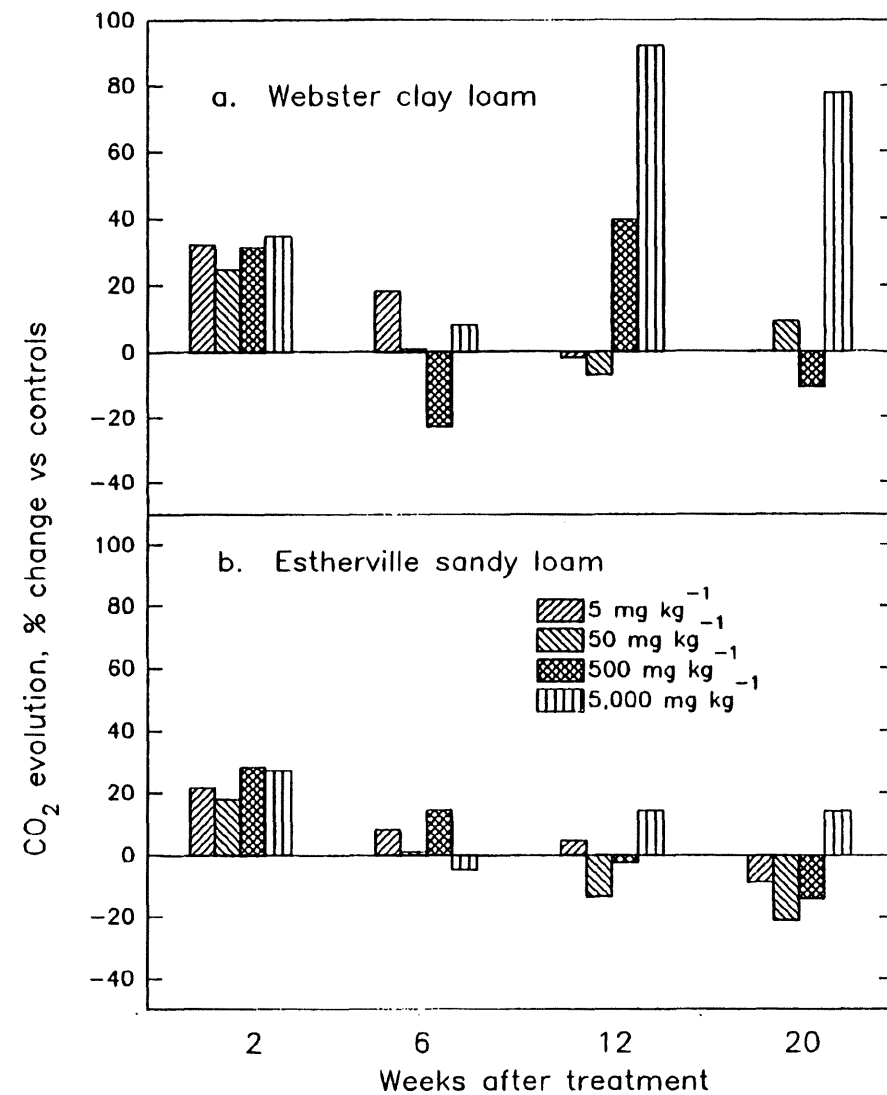 100
80
60
40
20
0
−20
−40
a. Webster clay loam
CO₂ evolution, % change vs controls
100
80
60
40
20
0
−20
−40
b. Estherville sandy loam
5 mg kg⁻¹
50 mg kg⁻¹
500 mg kg⁻¹
5,000 mg kg⁻¹
2 6 12 20
Weeks after treatment